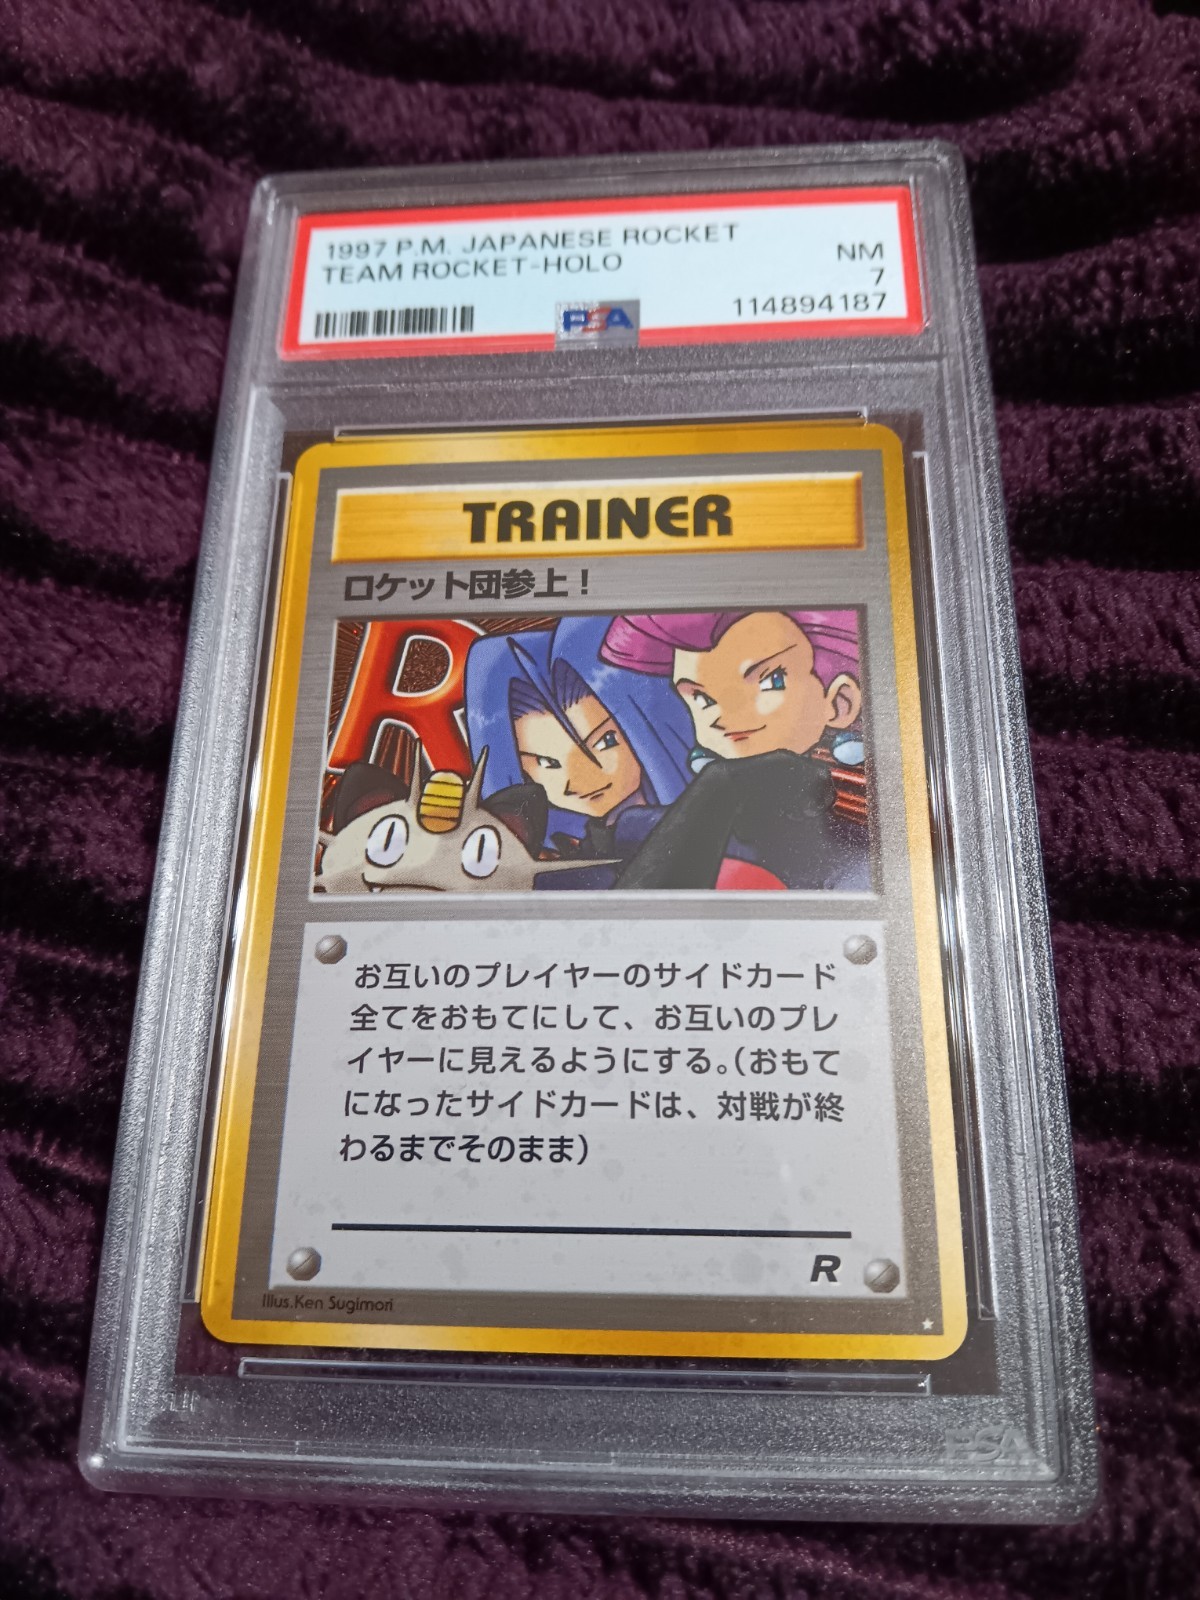 1997 P.M. JAPANESE ROCKET
TEAM ROCKET-HOLO
NM
7
PSA
114894187
TRAINER
ロケット団参上!
R
お互いのプレイヤーのサイドカード
全てをおもてにして、お互いのプレ
イヤーに見えるようにする。(おもて
になったサイドカードは、対戦が終
わるまでそのまま)
R
Illus.Ken Sugimori
PSA